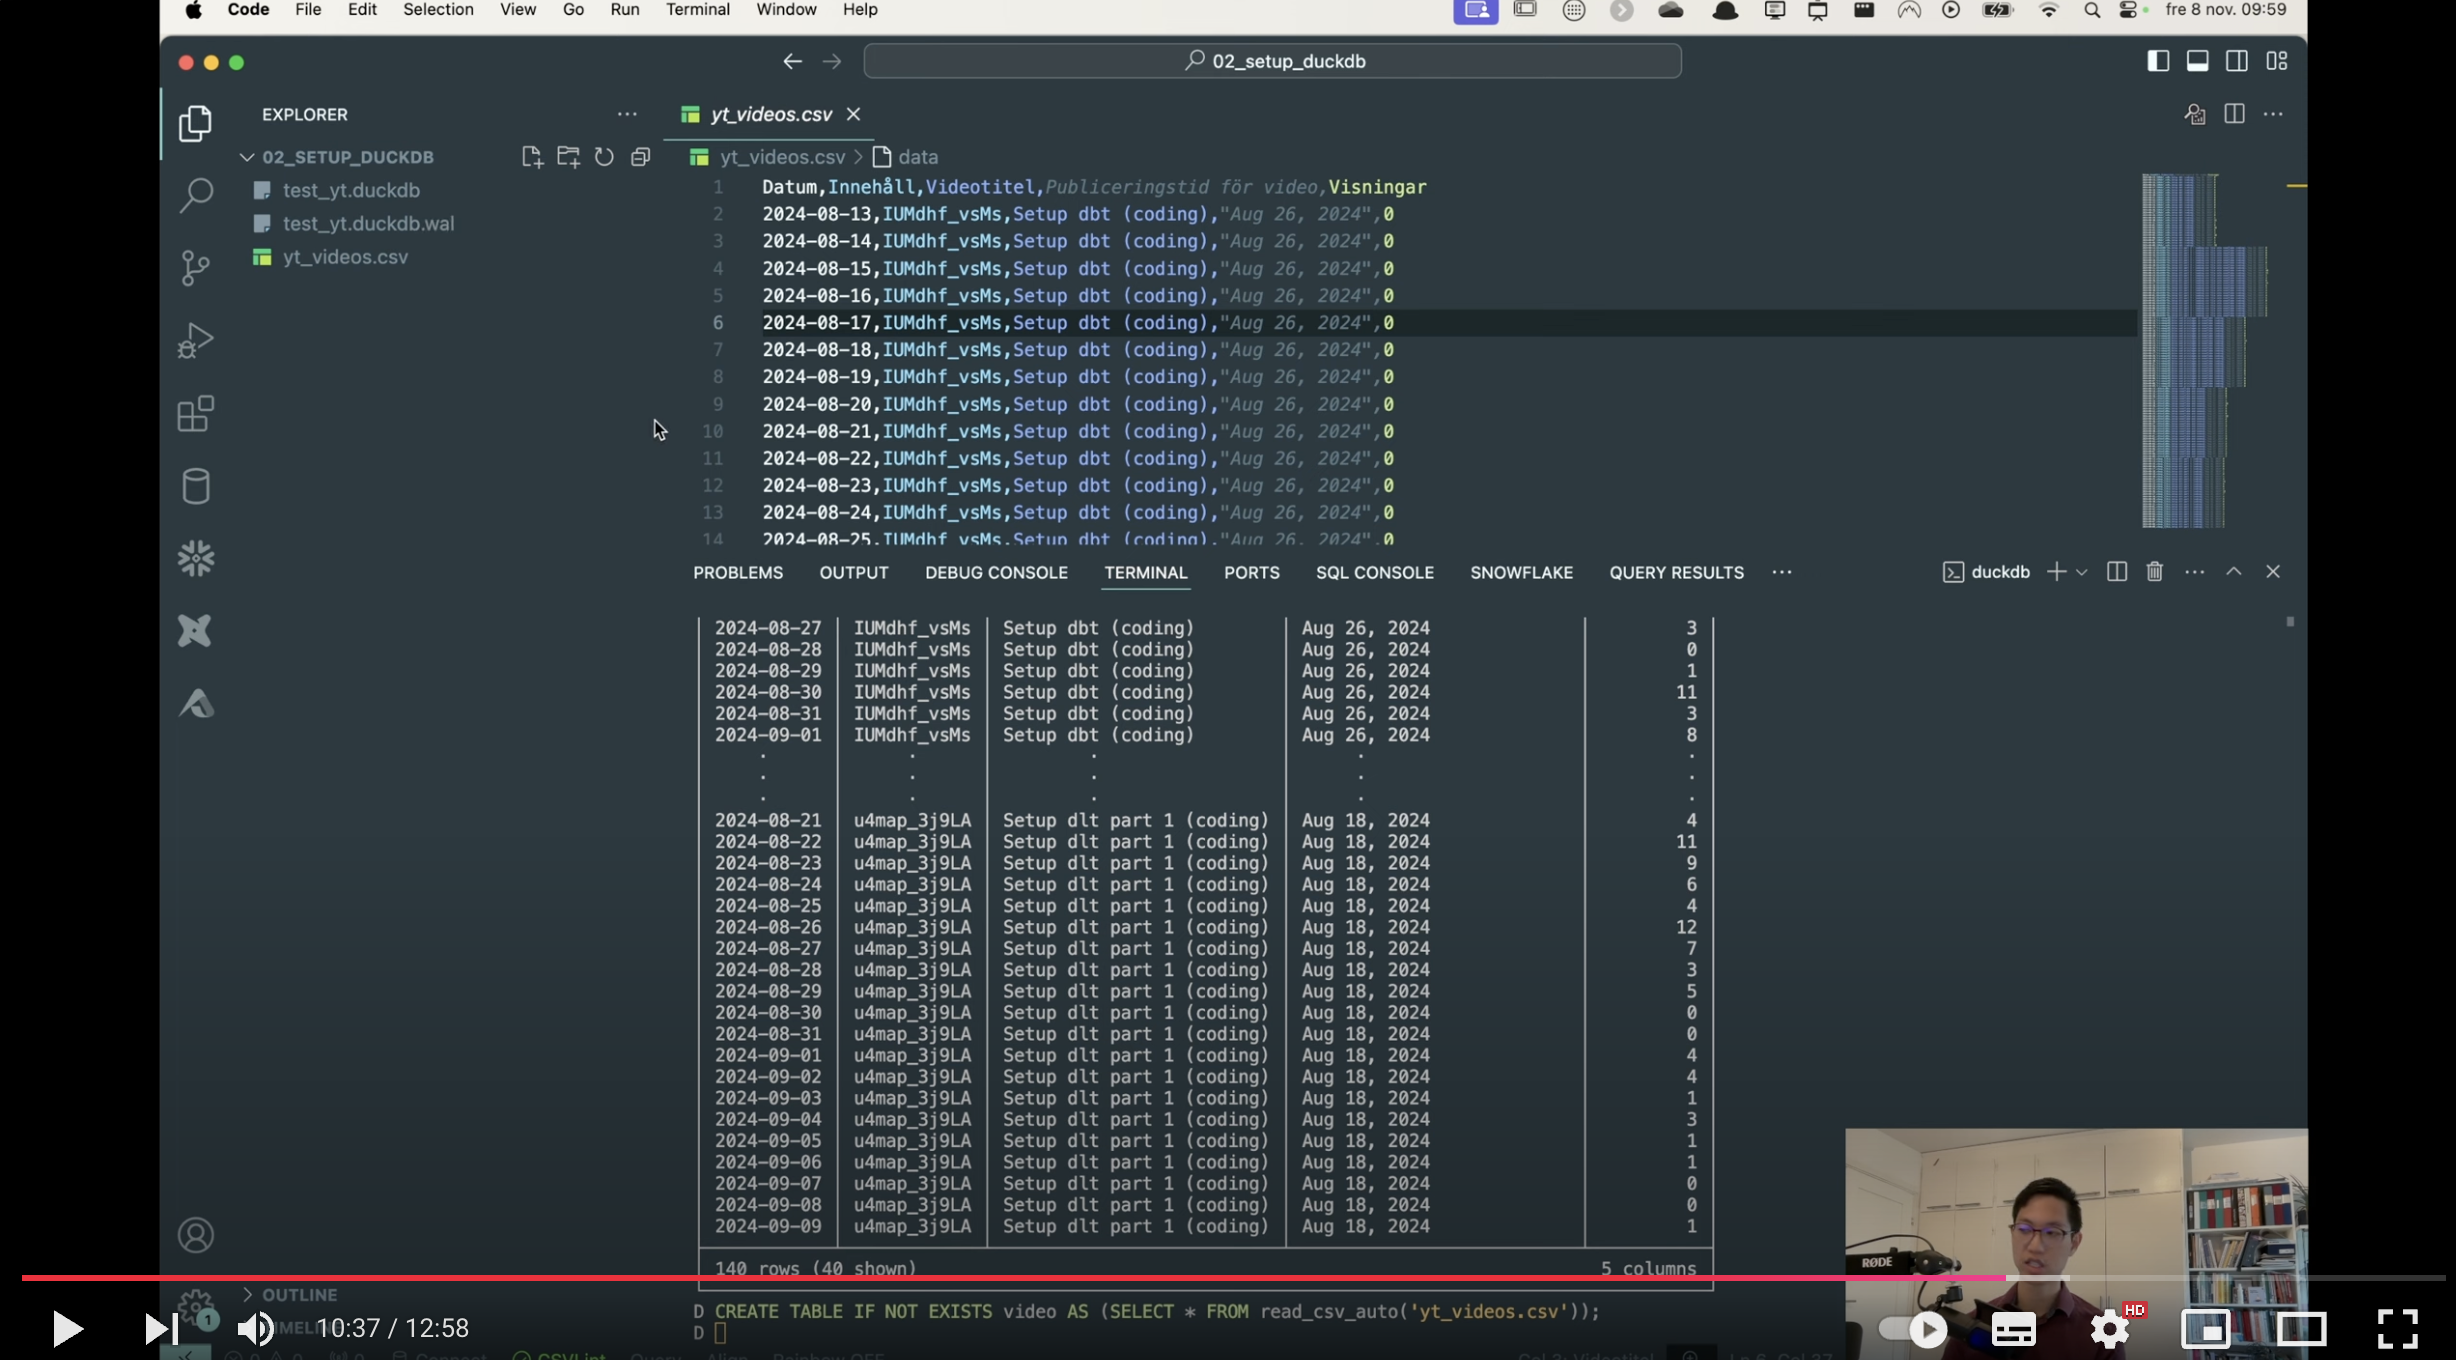 Code File Edit Selection View Go Run Terminal Window Help fre 8 nov. 09:59
02_setup_duckdb
EXPLORER
yt_videos.csv
02_SETUP_DUCKDB
yt_videos.csv > data
test_yt.duckdb
test_yt.duckdb.wal
yt_videos.csv
1 Datum,Innehåll,Videotitel,Publiceringstid för video,Visningar
2 2024-08-13,IUMdhf_vsMs,Setup dbt (coding),"Aug 26, 2024",0
3 2024-08-14,IUMdhf_vsMs,Setup dbt (coding),"Aug 26, 2024",0
4 2024-08-15,IUMdhf_vsMs,Setup dbt (coding),"Aug 26, 2024",0
5 2024-08-16,IUMdhf_vsMs,Setup dbt (coding),"Aug 26, 2024",0
6 2024-08-17,IUMdhf_vsMs,Setup dbt (coding),"Aug 26, 2024",0
7 2024-08-18,IUMdhf_vsMs,Setup dbt (coding),"Aug 26, 2024",0
8 2024-08-19,IUMdhf_vsMs,Setup dbt (coding),"Aug 26, 2024",0
9 2024-08-20,IUMdhf_vsMs,Setup dbt (coding),"Aug 26, 2024",0
10 2024-08-21,IUMdhf_vsMs,Setup dbt (coding),"Aug 26, 2024",0
11 2024-08-22,IUMdhf_vsMs,Setup dbt (coding),"Aug 26, 2024",0
12 2024-08-23,IUMdhf_vsMs,Setup dbt (coding),"Aug 26, 2024",0
13 2024-08-24,IUMdhf_vsMs,Setup dbt (coding),"Aug 26, 2024",0
14 2024-08-25,IUMdhf_vsMs,Setup dbt (coding),"Aug 26, 2024",0
PROBLEMS OUTPUT DEBUG CONSOLE TERMINAL PORTS SQL CONSOLE SNOWFLAKE QUERY RESULTS duckdb
2024-08-27 IUMdhf_vsMs Setup dbt (coding) Aug 26, 2024 3
2024-08-28 IUMdhf_vsMs Setup dbt (coding) Aug 26, 2024 0
2024-08-29 IUMdhf_vsMs Setup dbt (coding) Aug 26, 2024 1
2024-08-30 IUMdhf_vsMs Setup dbt (coding) Aug 26, 2024 11
2024-08-31 IUMdhf_vsMs Setup dbt (coding) Aug 26, 2024 3
2024-09-01 IUMdhf_vsMs Setup dbt (coding) Aug 26, 2024 8
. . . . .
. . . . .
. . . . .
2024-08-21 u4map_3j9LA Setup dlt part 1 (coding) Aug 18, 2024 4
2024-08-22 u4map_3j9LA Setup dlt part 1 (coding) Aug 18, 2024 11
2024-08-23 u4map_3j9LA Setup dlt part 1 (coding) Aug 18, 2024 9
2024-08-24 u4map_3j9LA Setup dlt part 1 (coding) Aug 18, 2024 6
2024-08-25 u4map_3j9LA Setup dlt part 1 (coding) Aug 18, 2024 4
2024-08-26 u4map_3j9LA Setup dlt part 1 (coding) Aug 18, 2024 12
2024-08-27 u4map_3j9LA Setup dlt part 1 (coding) Aug 18, 2024 7
2024-08-28 u4map_3j9LA Setup dlt part 1 (coding) Aug 18, 2024 3
2024-08-29 u4map_3j9LA Setup dlt part 1 (coding) Aug 18, 2024 5
2024-08-30 u4map_3j9LA Setup dlt part 1 (coding) Aug 18, 2024 0
2024-08-31 u4map_3j9LA Setup dlt part 1 (coding) Aug 18, 2024 0
2024-09-01 u4map_3j9LA Setup dlt part 1 (coding) Aug 18, 2024 4
2024-09-02 u4map_3j9LA Setup dlt part 1 (coding) Aug 18, 2024 4
2024-09-03 u4map_3j9LA Setup dlt part 1 (coding) Aug 18, 2024 1
2024-09-04 u4map_3j9LA Setup dlt part 1 (coding) Aug 18, 2024 3
2024-09-05 u4map_3j9LA Setup dlt part 1 (coding) Aug 18, 2024 1
2024-09-06 u4map_3j9LA Setup dlt part 1 (coding) Aug 18, 2024 1
2024-09-07 u4map_3j9LA Setup dlt part 1 (coding) Aug 18, 2024 0
2024-09-08 u4map_3j9LA Setup dlt part 1 (coding) Aug 18, 2024 0
2024-09-09 u4map_3j9LA Setup dlt part 1 (coding) Aug 18, 2024 1
140 rows (40 shown) 5 columns
RØDE
OUTLINE
D CREATE TABLE IF NOT EXISTS video AS (SELECT * FROM read_csv_auto('yt_videos.csv'));
D
1
10:37 / 12:58
HD